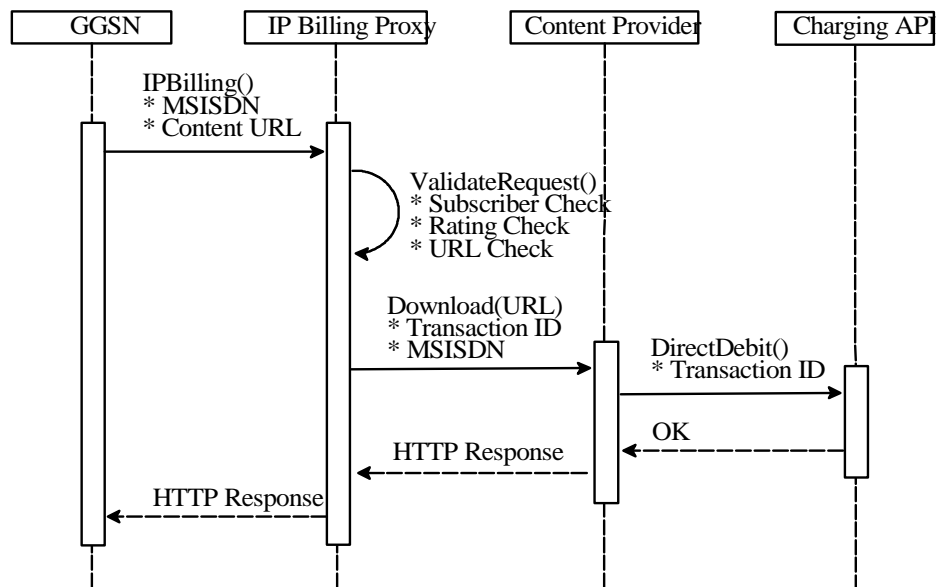 GGSN
IP Billing Proxy
Content Provider
Charging API
IPBilling()
* MSISDN
* Content URL
ValidateRequest()
* Subscriber Check
* Rating Check
* URL Check
Download(URL)
* Transaction ID
* MSISDN
DirectDebit()
* Transaction ID
OK
HTTP Response
HTTP Response